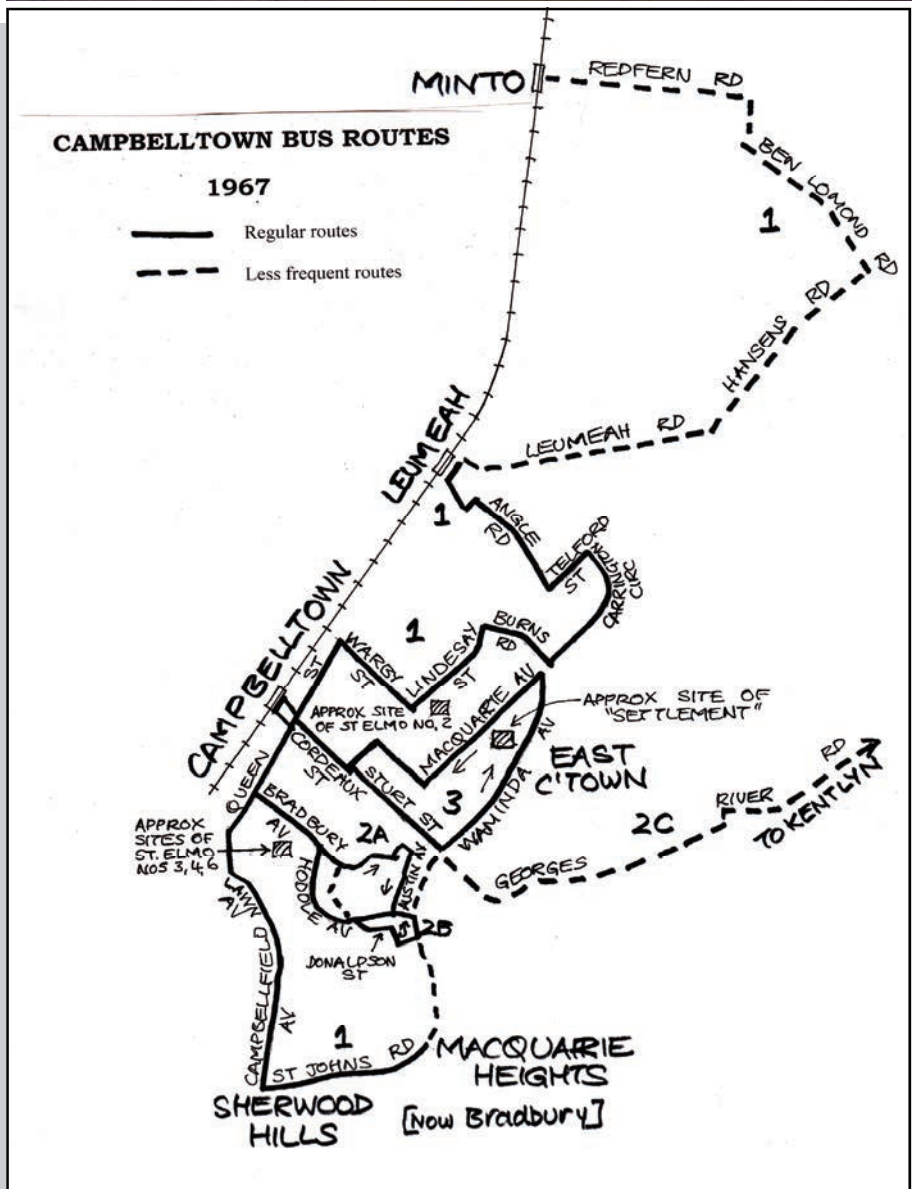 MINTO
REDFERN RD
CAMPBELLTOWN BUS ROUTES
1967
Regular routes
Less frequent routes
BEN LOMOND RD
1
HANSENS RD
LEUMEAH
LEUMEAH RD
1
ANGLE RD
TELFORD ST
CARRINGTON CIRC
CAMPBELLTOWN
1
WARBY ST
LINDESAY ST
BURNS RD
QUEEN ST
APPROX SITE
OF ST ELMO NO. 2
MACQUARIE AV
APPROX SITE OF
"SETTLEMENT"
CORDEAUX ST
STURT ST
3
WAMINDA AV
EAST
C'TOWN
2C
GEORGES RIVER RD
TO KENTLYN
BRADBURY AV
2A
APPROX
SITES OF
ST. ELMO
NOS 3,4,6
FAWN AV
HODDLE AV
AUSTIN AV
2B
DONALDSON
ST
CAMPBELLFIELD AV
1
ST JOHNS RD
MACQUARIE
HEIGHTS
[NOW Bradbury]
SHERWOOD
HILLS